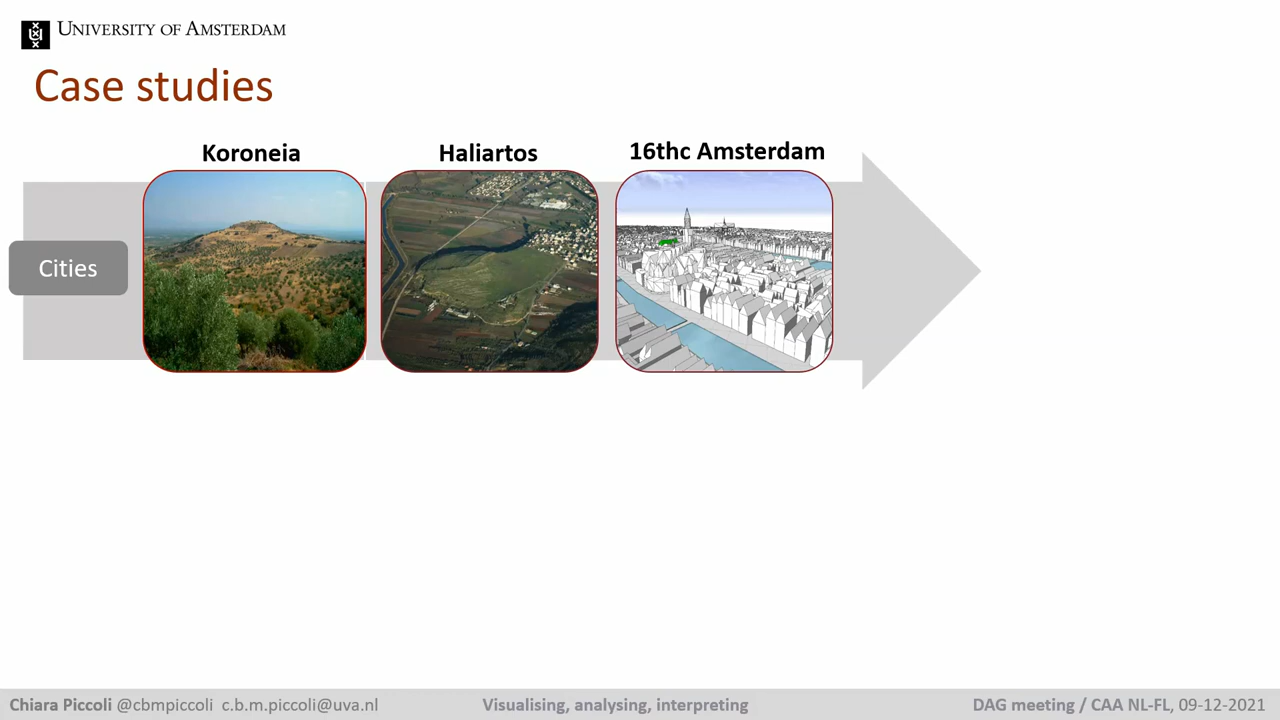 UNIVERSITY OF AMSTERDAM
Case studies
Koroneia
Haliartos
16thc Amsterdam
Cities
Chiara Piccoli @cbmpiccoli c.b.m.piccoli@uva.nl
Visualising, analysing, interpreting
DAG meeting / CAA NL-FL, 09-12-2021